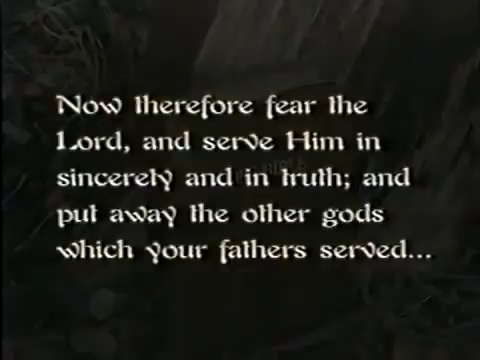 Now therefore fear the
Lord, and serve Him in
sincerely and in truth; and
put away the other gods
which your fathers served...